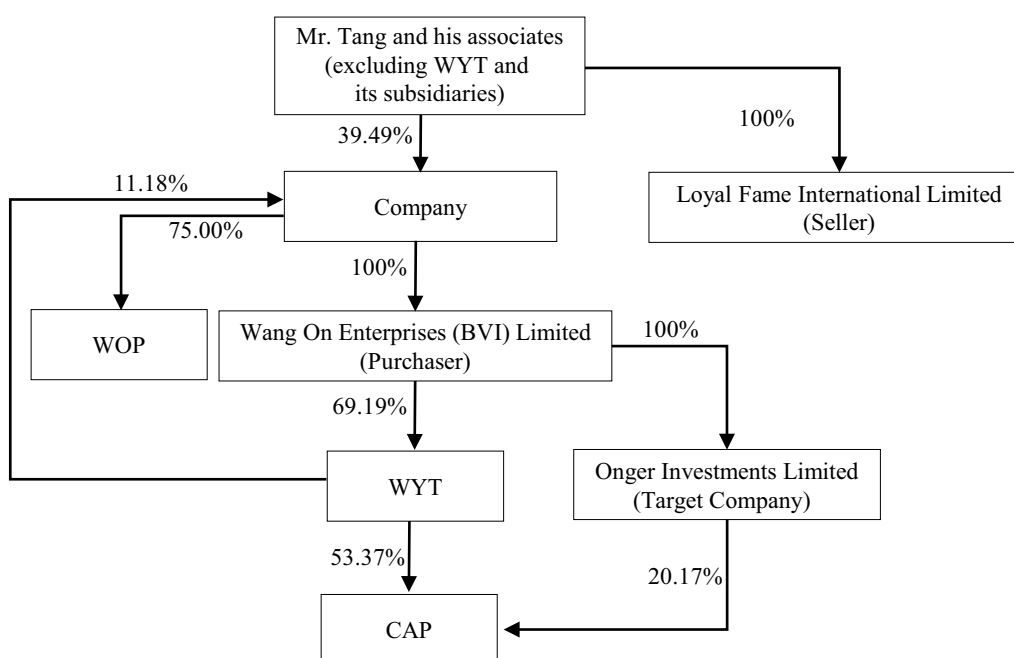 Mr. Tang and his associates
(excluding WYT and
its subsidiaries)
39.49%
100%
11.18%
Company
Loyal Fame International Limited
(Seller)
75.00%
100%
WOP
Wang On Enterprises (BVI) Limited
(Purchaser)
100%
69.19%
WYT
Onger Investments Limited
(Target Company)
53.37%
20.17%
CAP